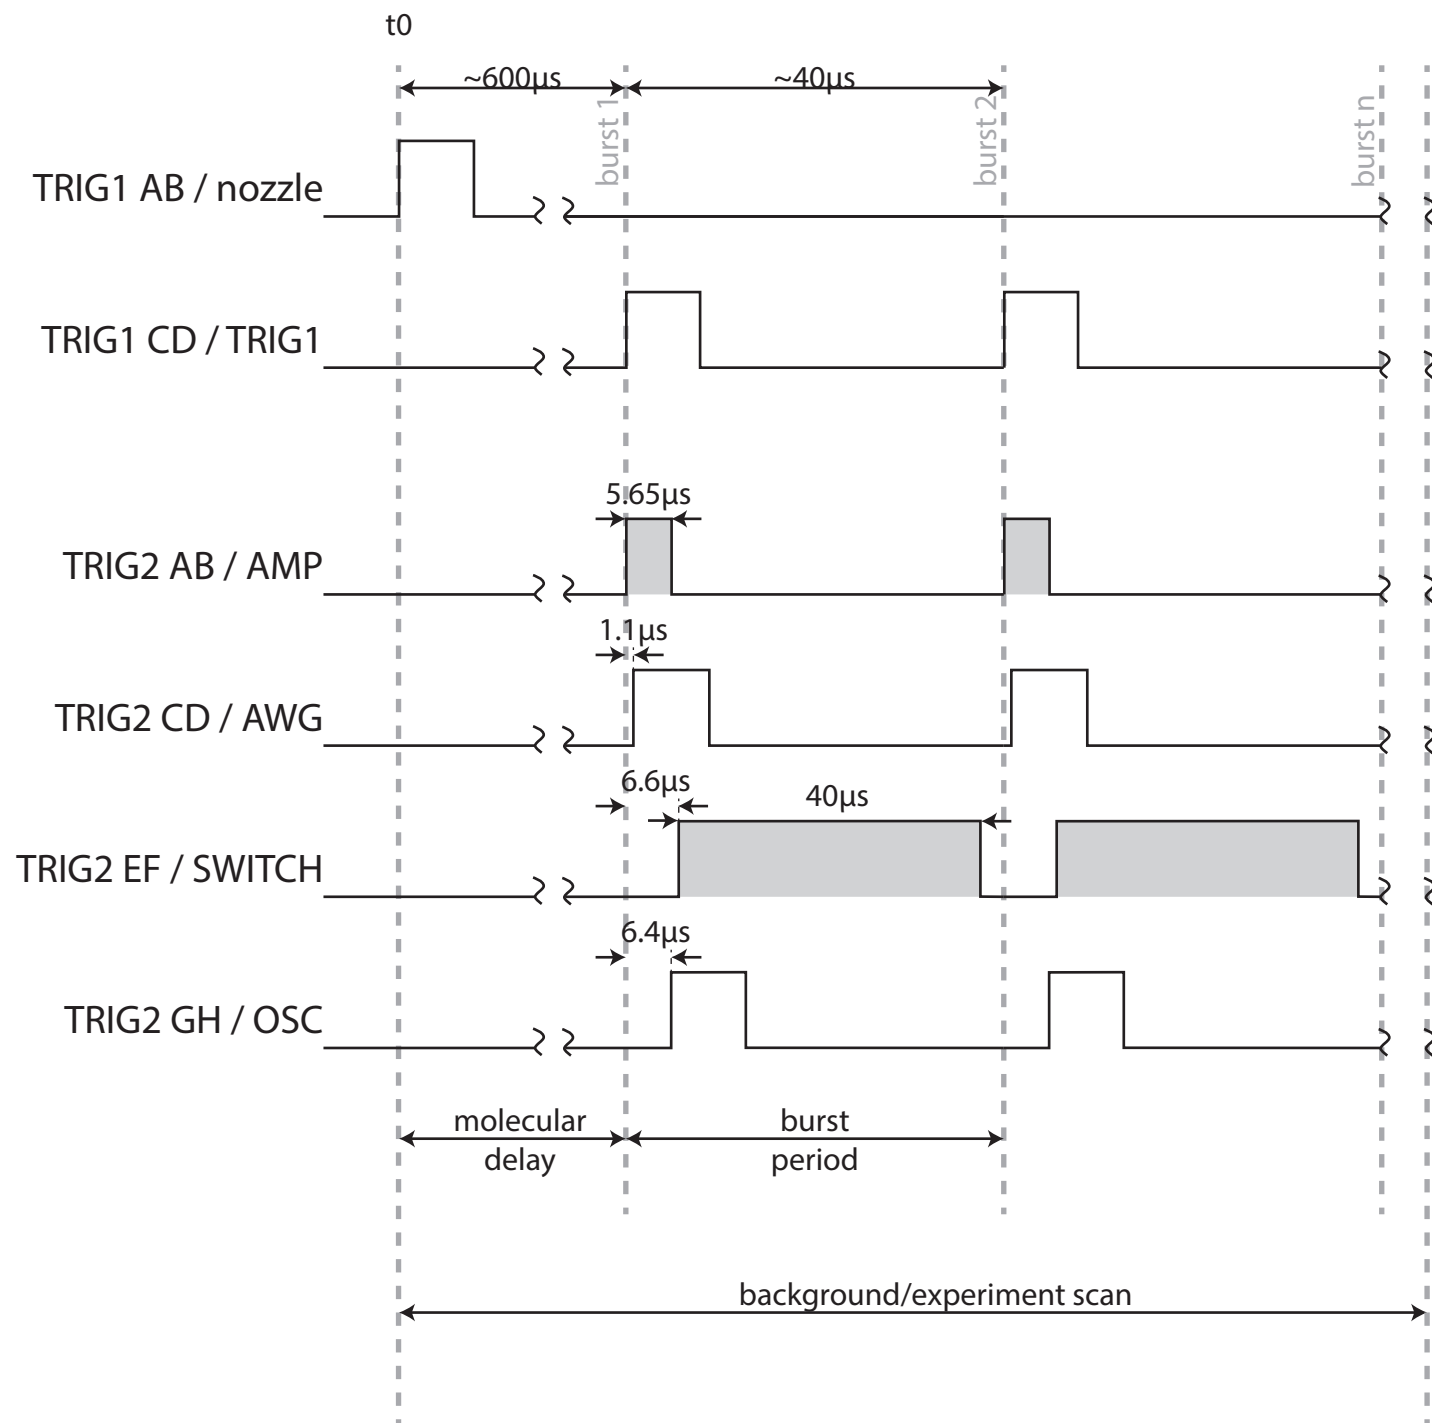 t0
~600µs
~40µs
burst 1
burst 2
burst n
TRIG1 AB / nozzle
TRIG1 CD / TRIG1
5.65µs
TRIG2 AB / AMP
1.1µs
TRIG2 CD / AWG
6.6µs
40µs
TRIG2 EF / SWITCH
6.4µs
TRIG2 GH / OSC
molecular
delay
burst
period
background/experiment scan